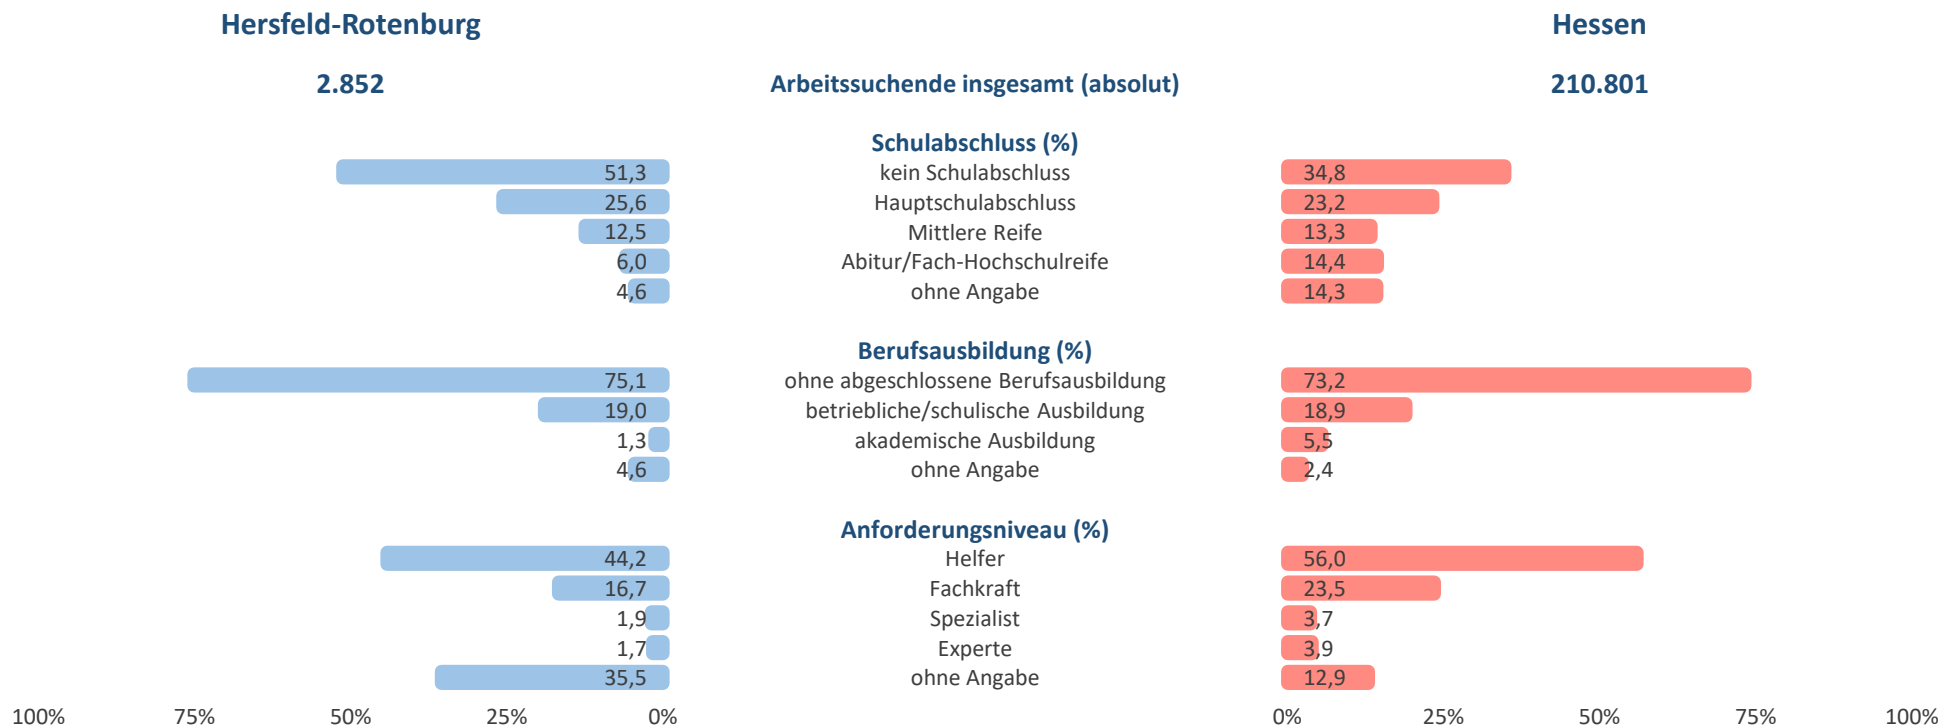 Hersfeld-Rotenburg Hessen
2.852 Arbeitssuchende insgesamt (absolut) 210.801
Schulabschluss (%)
51,3 kein Schulabschluss 34,8
25,6 Hauptschulabschluss 23,2
12,5 Mittlere Reife 13,3
6,0 Abitur/Fach-Hochschulreife 14,4
4,6 ohne Angabe 14,3
Berufsausbildung (%)
75,1 ohne abgeschlossene Berufsausbildung 73,2
19,0 betriebliche/schulische Ausbildung 18,9
1,3 akademische Ausbildung 5,5
4,6 ohne Angabe 2,4
Anforderungsniveau (%)
44,2 Helfer 56,0
16,7 Fachkraft 23,5
1,9 Spezialist 3,7
1,7 Experte 3,9
35,5 ohne Angabe 12,9
100% 75% 50% 25% 0% 0% 25% 50% 75% 100%